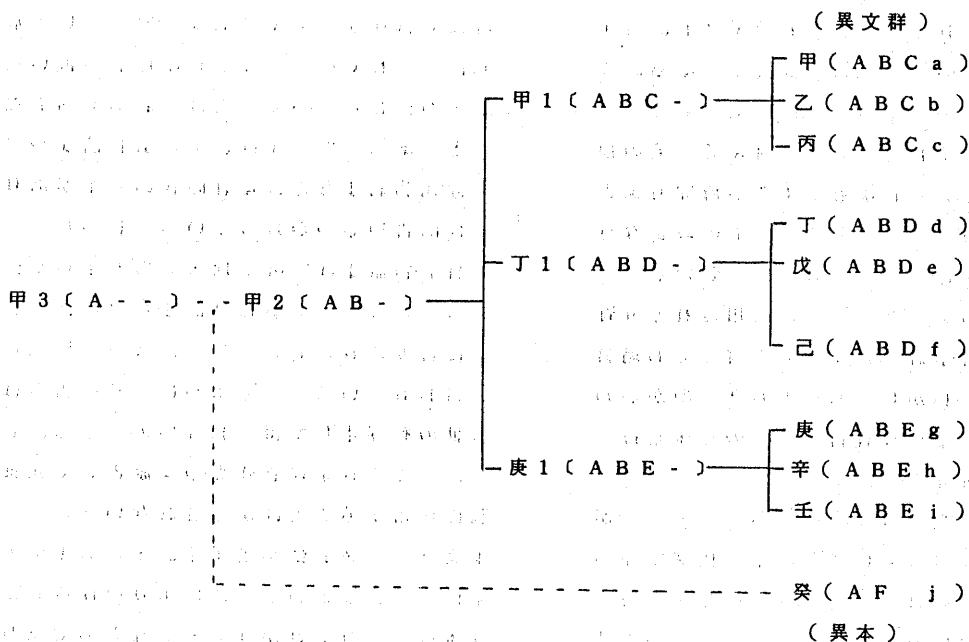 (異文群)
甲(ABCa)
甲1〔ABC-〕
乙(ABCb)
丙(ABCc)
丁(ABDd)
丁1〔ABD-〕
戊(ABDe)
甲3〔A--〕--甲2〔AB-〕
己(ABDf)
庚(ABEg)
庚1〔ABE-〕
辛(ABEh)
壬(ABEi)
癸(AF j)
(異本)